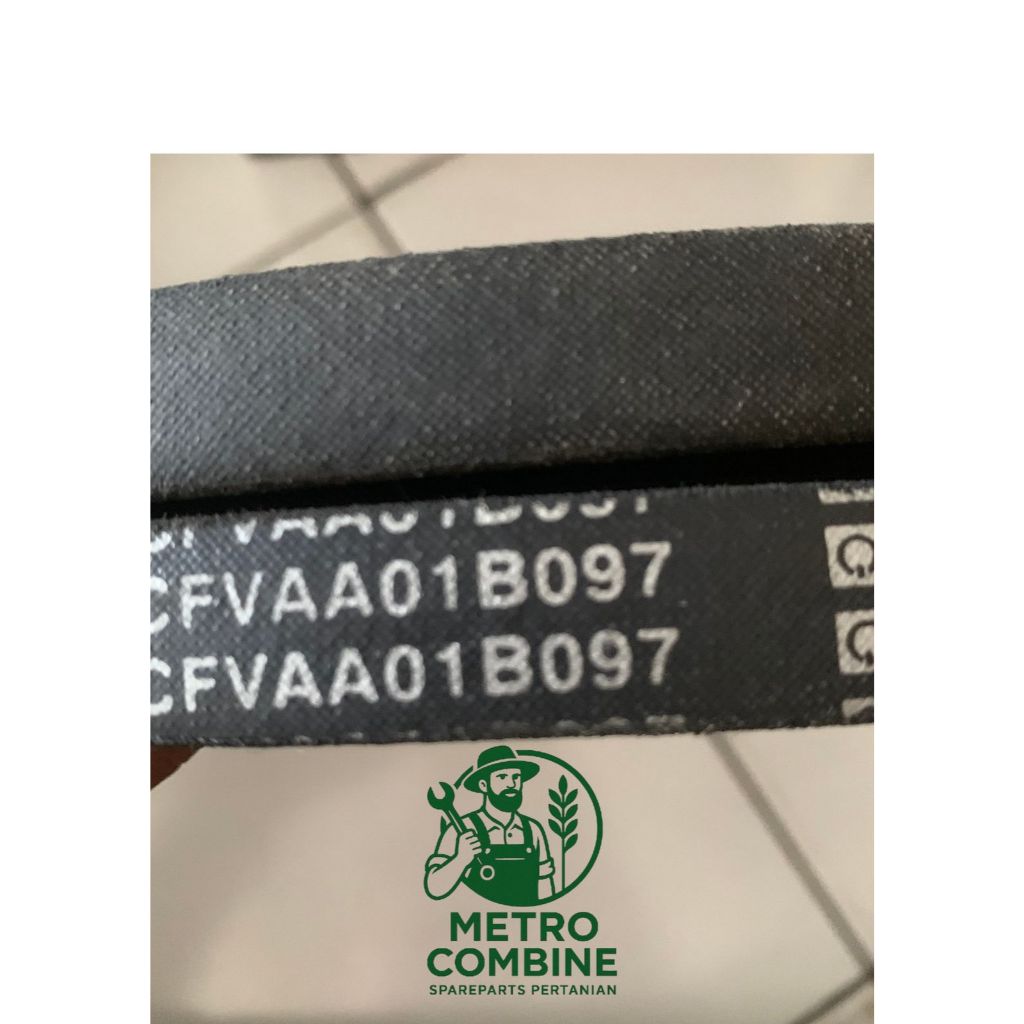 CFVAA01B097
CFVAA01B097
METRO
COMBINE
SPAREPARTS PERTANIAN